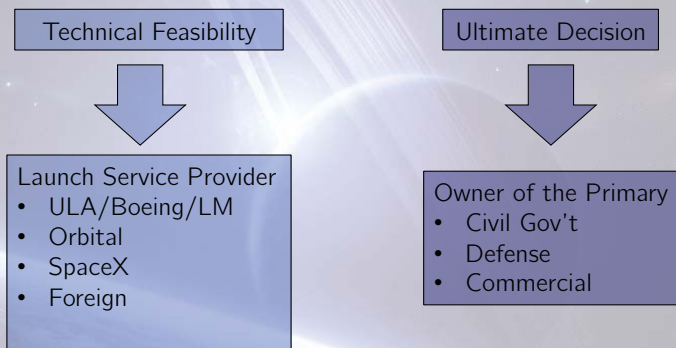 Technical Feasibility
Launch Service Provider
• ULA/Boeing/LM
• Orbital
• SpaceX
• Foreign
Ultimate Decision
Owner of the Primary
• Civil Gov't
• Defense
• Commercial